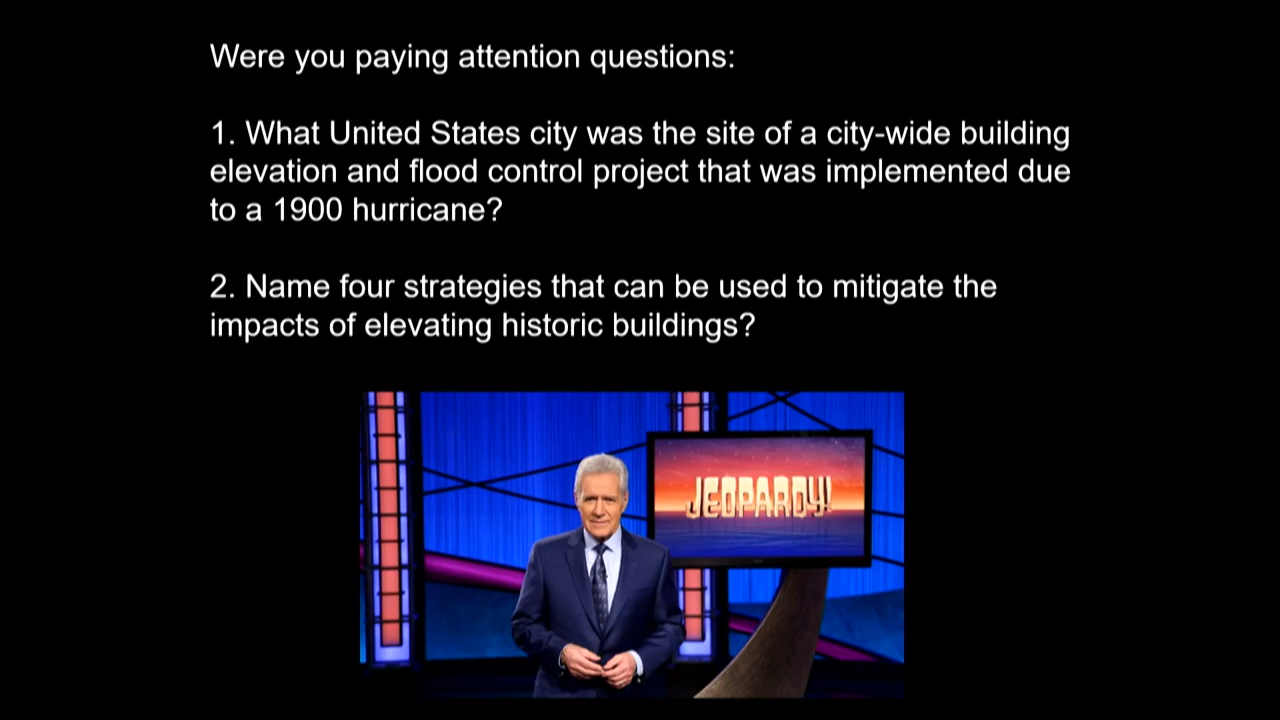 Were you paying attention questions:
1. What United States city was the site of a city-wide building
elevation and flood control project that was implemented due
to a 1900 hurricane?
2. Name four strategies that can be used to mitigate the
impacts of elevating historic buildings?
JEOPARDY!